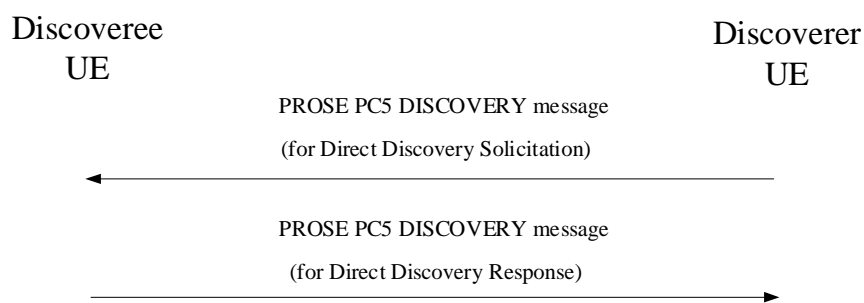 Discoveree
UE
Discoverer
UE
PROSE PC5 DISCOVERY message
(for Direct Discovery Solicitation)
PROSE PC5 DISCOVERY message
(for Direct Discovery Response)